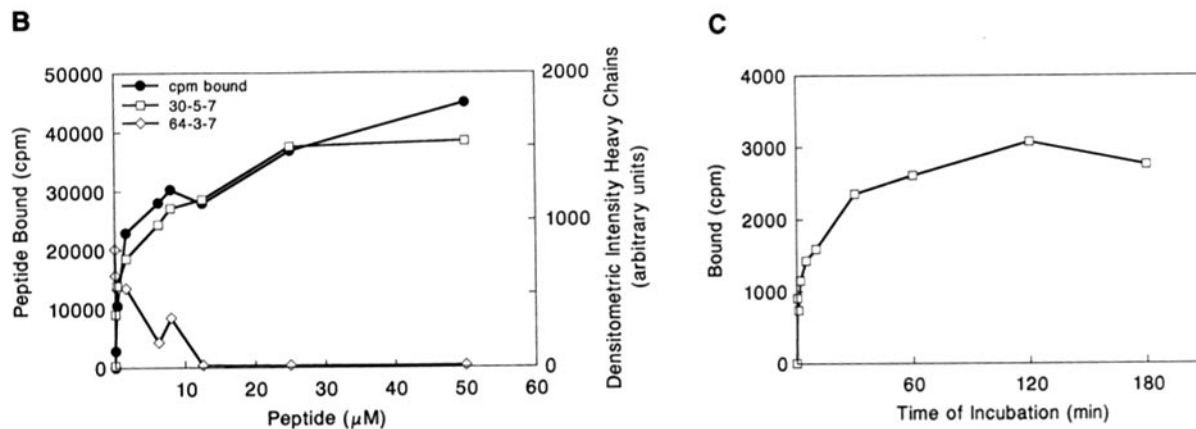 B
50000
40000
30000
20000
10000
0
Peptide Bound (cpm)
cpm bound
30-5-7
64-3-7
2000
1000
0
Densitometric Intensity Heavy Chains
(arbitrary units)
10 20 30 40 50 60
Peptide (μM)
C
4000
3000
2000
1000
0
Bound (cpm)
60 120 180
Time of Incubation (min)